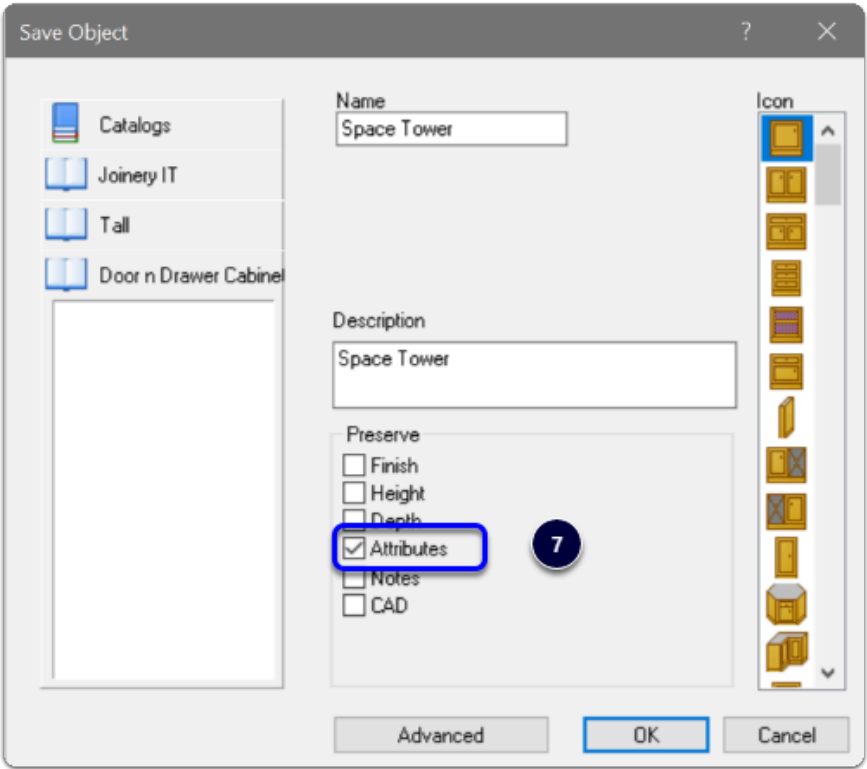 Save Object
?
Catalogs
Joinery IT
Tall
Door n Drawer Cabinet
Name
Space Tower
Description
Space Tower
Preserve
Finish
Height
Depth
Attributes
Notes
CAD
7
Icon
Advanced
OK
Cancel